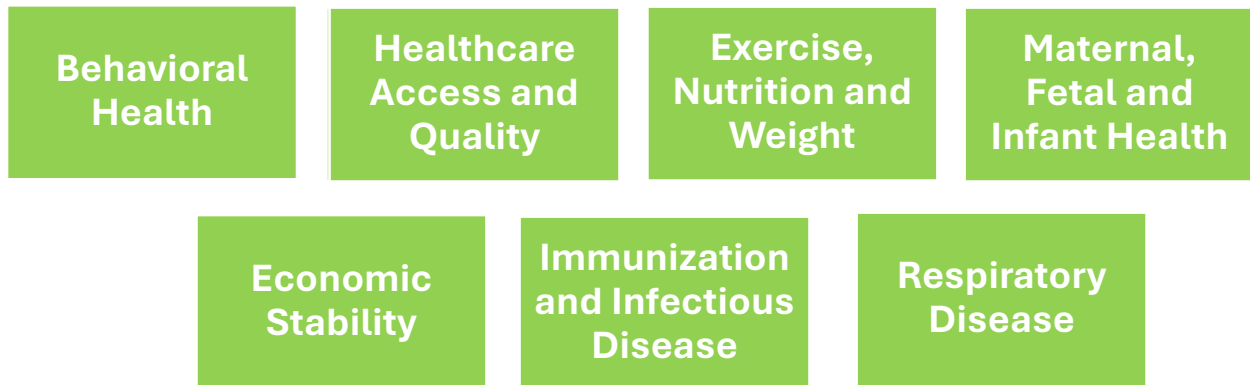 Behavioral
Health
Healthcare
Access and
Quality
Exercise,
Nutrition and
Weight
Maternal,
Fetal and
Infant Health
Economic
Stability
Immunization
and Infectious
Disease
Respiratory
Disease